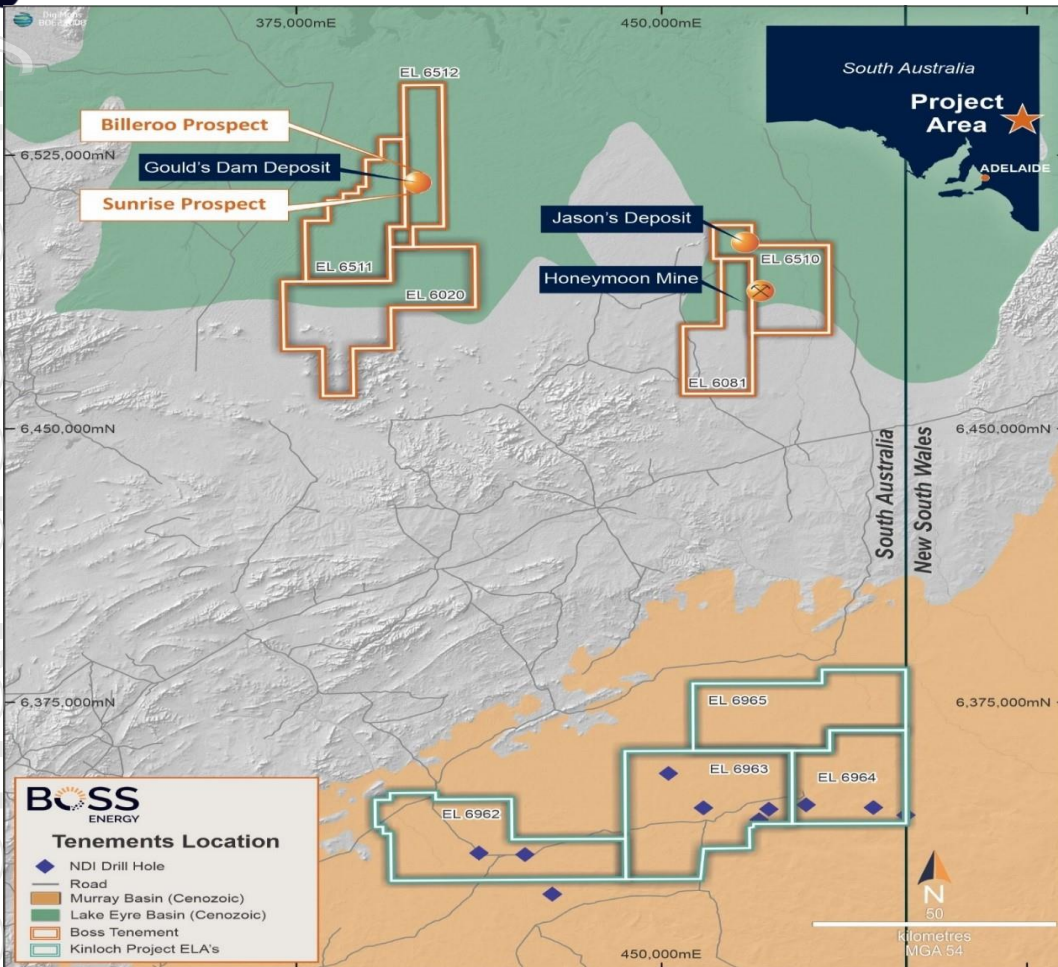 375,000mE
450,000mE
EL 6512
Billeroo Prospect
6,525,000mN
Gould's Dam Deposit
Sunrise Prospect
EL 6511
EL 6020
South Australia
Project
Area
ADELAIDE
Jason's Deposit
EL 6510
Honeymoon Mine
EL 6081
6,450,000mN
6,450,000mN
South Australia
New South Wales
6,375,000mN
6,375,000mN
EL 6965
EL 6963
EL 6964
EL 6962
BOSS
ENERGY
Tenements Location
NDI Drill Hole
Road
Murray Basin (Cenozoic)
Lake Eyre Basin (Cenozoic)
Boss Tenement
Kinloch Project ELA's
N
50
kilometres
MGA 54
450,000mE